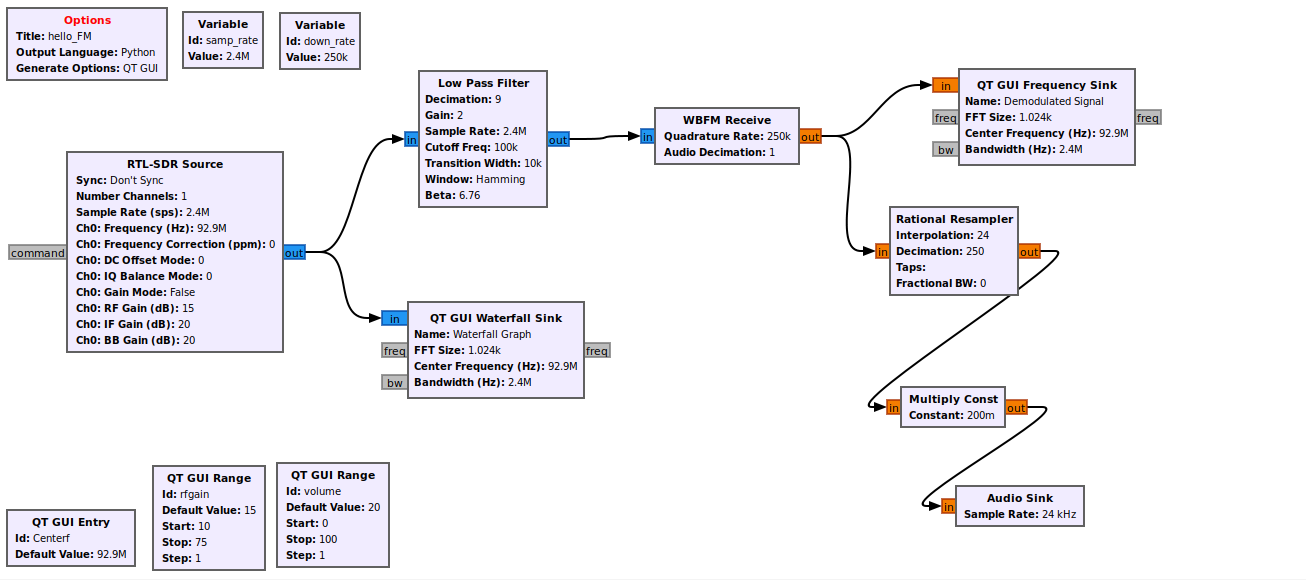 Options
Title: hello_FM
Output Language: Python
Generate Options: QT GUI
Variable
Id: samp_rate
Value: 2.4M
Variable
Id: down_rate
Value: 250k
RTL-SDR Source
Sync: Don't Sync
Number Channels: 1
Sample Rate (sps): 2.4M
Ch0: Frequency (Hz): 92.9M
Ch0: Frequency Correction (ppm): 0
Ch0: DC Offset Mode: 0
Ch0: IQ Balance Mode: 0
Ch0: Gain Mode: False
Ch0: RF Gain (dB): 15
Ch0: IF Gain (dB): 20
Ch0: BB Gain (dB): 20
command
out
Low Pass Filter
Decimation: 9
Gain: 2
Sample Rate: 2.4M
Cutoff Freq: 100k
Transition Width: 10k
Window: Hamming
Beta: 6.76
in
out
QT GUI Waterfall Sink
Name: Waterfall Graph
FFT Size: 1.024k
Center Frequency (Hz): 92.9M
Bandwidth (Hz): 2.4M
in
freq
bw
freq
WBFM Receive
Quadrature Rate: 250k
Audio Decimation: 1
in
out
QT GUI Frequency Sink
Name: Demodulated Signal
FFT Size: 1.024k
Center Frequency (Hz): 92.9M
Bandwidth (Hz): 2.4M
in
freq
bw
freq
Rational Resampler
Interpolation: 24
Decimation: 250
Taps:
Fractional BW: 0
in
out
Multiply Const
Constant: 200m
in
out
Audio Sink
Sample Rate: 24 kHz
in
QT GUI Entry
Id: Centerf
Default Value: 92.9M
QT GUI Range
Id: rfgain
Default Value: 15
Start: 10
Stop: 75
Step: 1
QT GUI Range
Id: volume
Default Value: 20
Start: 0
Stop: 100
Step: 1